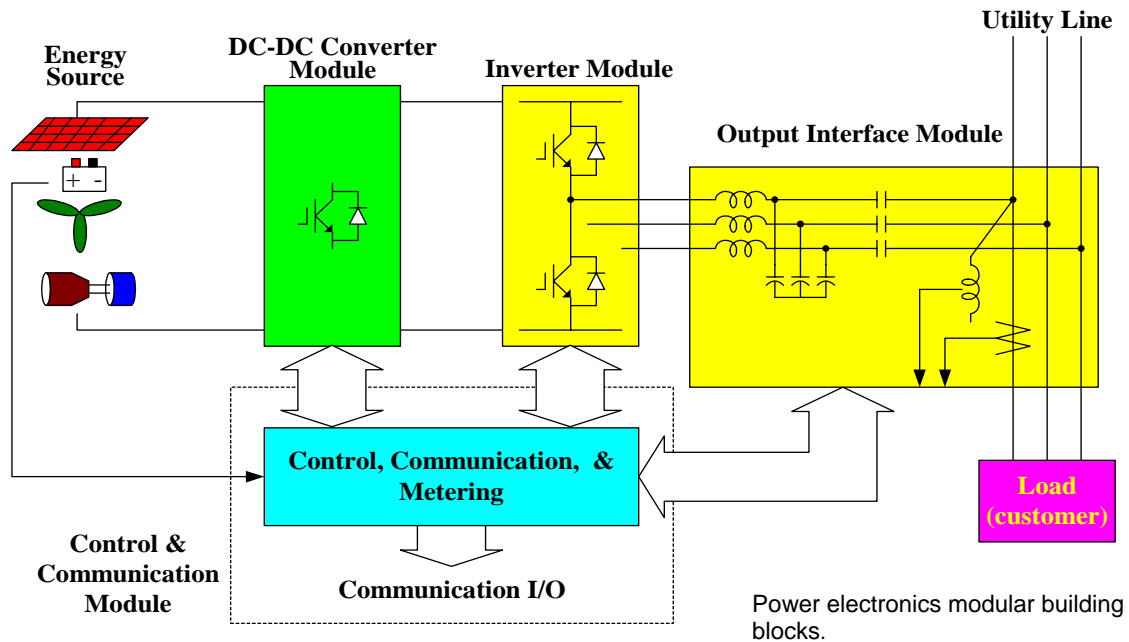 Utility Line
Energy
Source
DC-DC Converter
Module
Inverter Module
Output Interface Module
+ -
Control, Communication, &
Metering
Load
(customer)
Control &
Communication
Module
Communication I/O
Power electronics modular building
blocks.